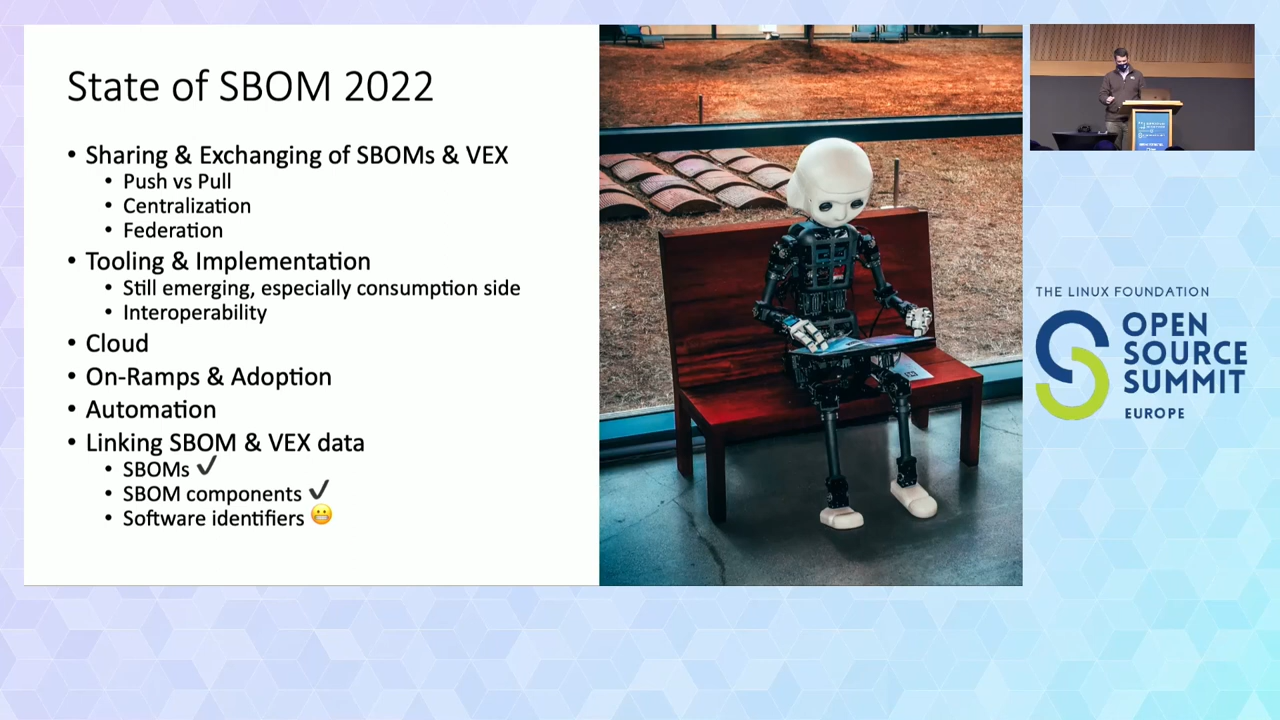 State of SBOM 2022
• Sharing & Exchanging of SBOMs & VEX
• Push vs Pull
• Centralization
• Federation
• Tooling & Implementation
• Still emerging, especially consumption side
• Interoperability
• Cloud
• On-Ramps & Adoption
• Automation
• Linking SBOM & VEX data
• SBOMs ✔
• SBOM components ✔
• Software identifiers 😬
THE LINUX FOUNDATION
OPEN
SOURCE
SUMMIT
EUROPE